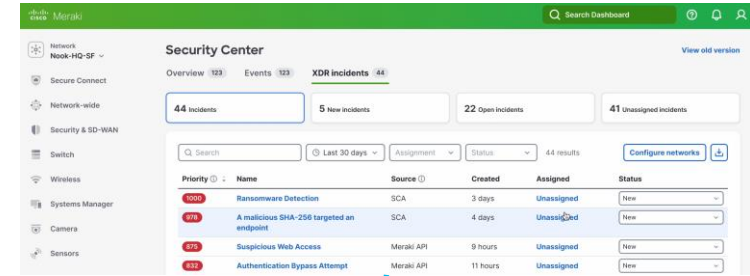 CISCO Meraki
Search Dashboard
Network
Nook-HQ-SF
Secure Connect
Network-wide
Security & SD-WAN
Switch
Wireless
Systems Manager
Camera
Sensors
Security Center
View old version
Overview 123 Events 123 XDR incidents 44
44 Incidents 5 New incidents 22 Open incidents 41 Unassigned incidents
Search Last 30 days Assignment Status 44 results Configure networks
Priority Name Source Created Assigned Status
1000 Ransomware Detection SCA 3 days Unassigned New
978 A malicious SHA-256 targeted an SCA 4 days Unassigned New
endpoint
875 Suspicious Web Access Meraki API 9 hours Unassigned New
832 Authentication Bypass Attempt Meraki API 11 hours Unassigned New